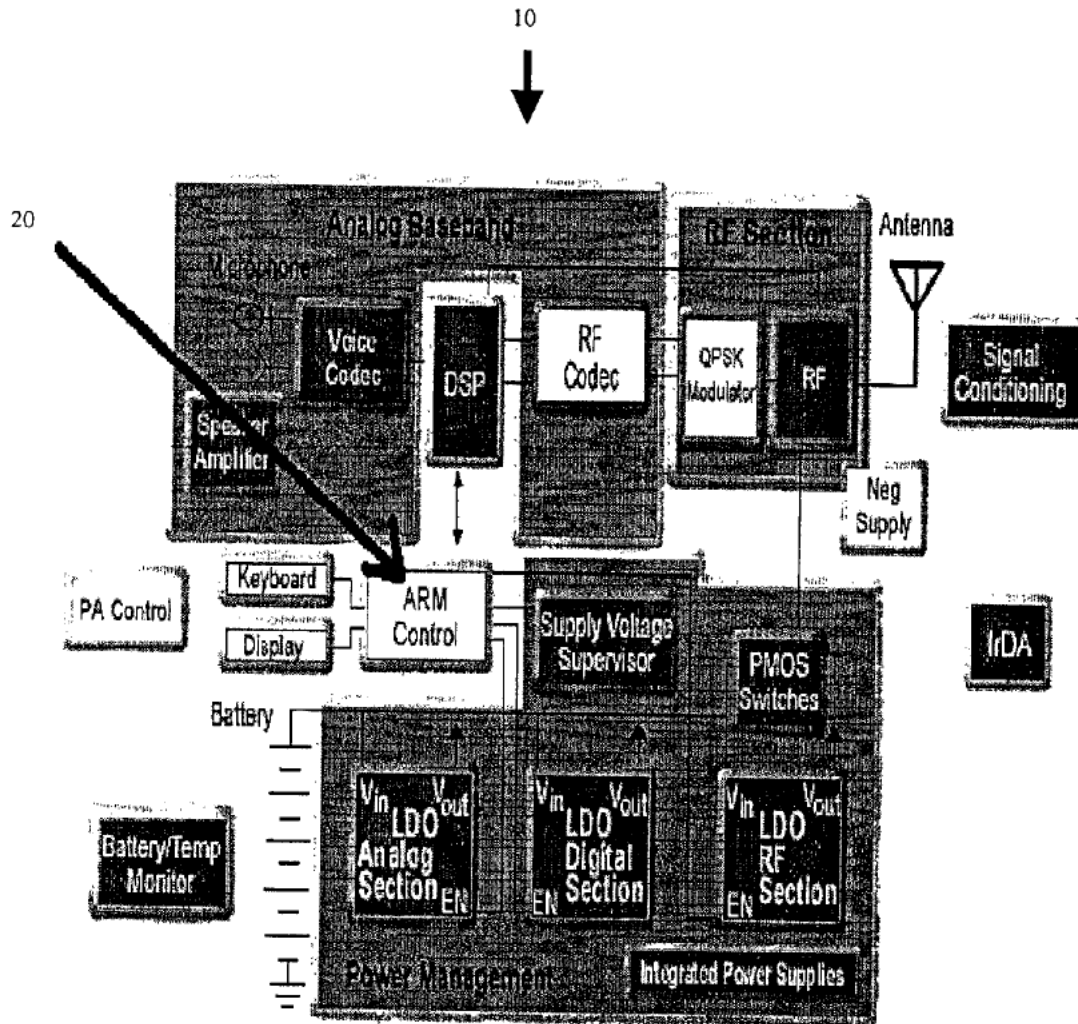 10
20
Analog Baseband
RF Section
Antenna
Microphone
Voice
Codec
DSP
RF
Codec
QPSK
Modulator
RF
Signal
Conditioning
Speaker
Amplifier
Neg
Supply
Keyboard
Display
ARM
Control
PA Control
Supply Voltage
Supervisor
PMOS
Switches
IrDA
Battery
Vin Vout
LDO
Analog
Section
EN
Vin Vout
LDO
Digital
Section
EN
Vin Vout
LDO
RF
Section
EN
Battery/Temp
Monitor
Power Management
Integrated Power Supplies